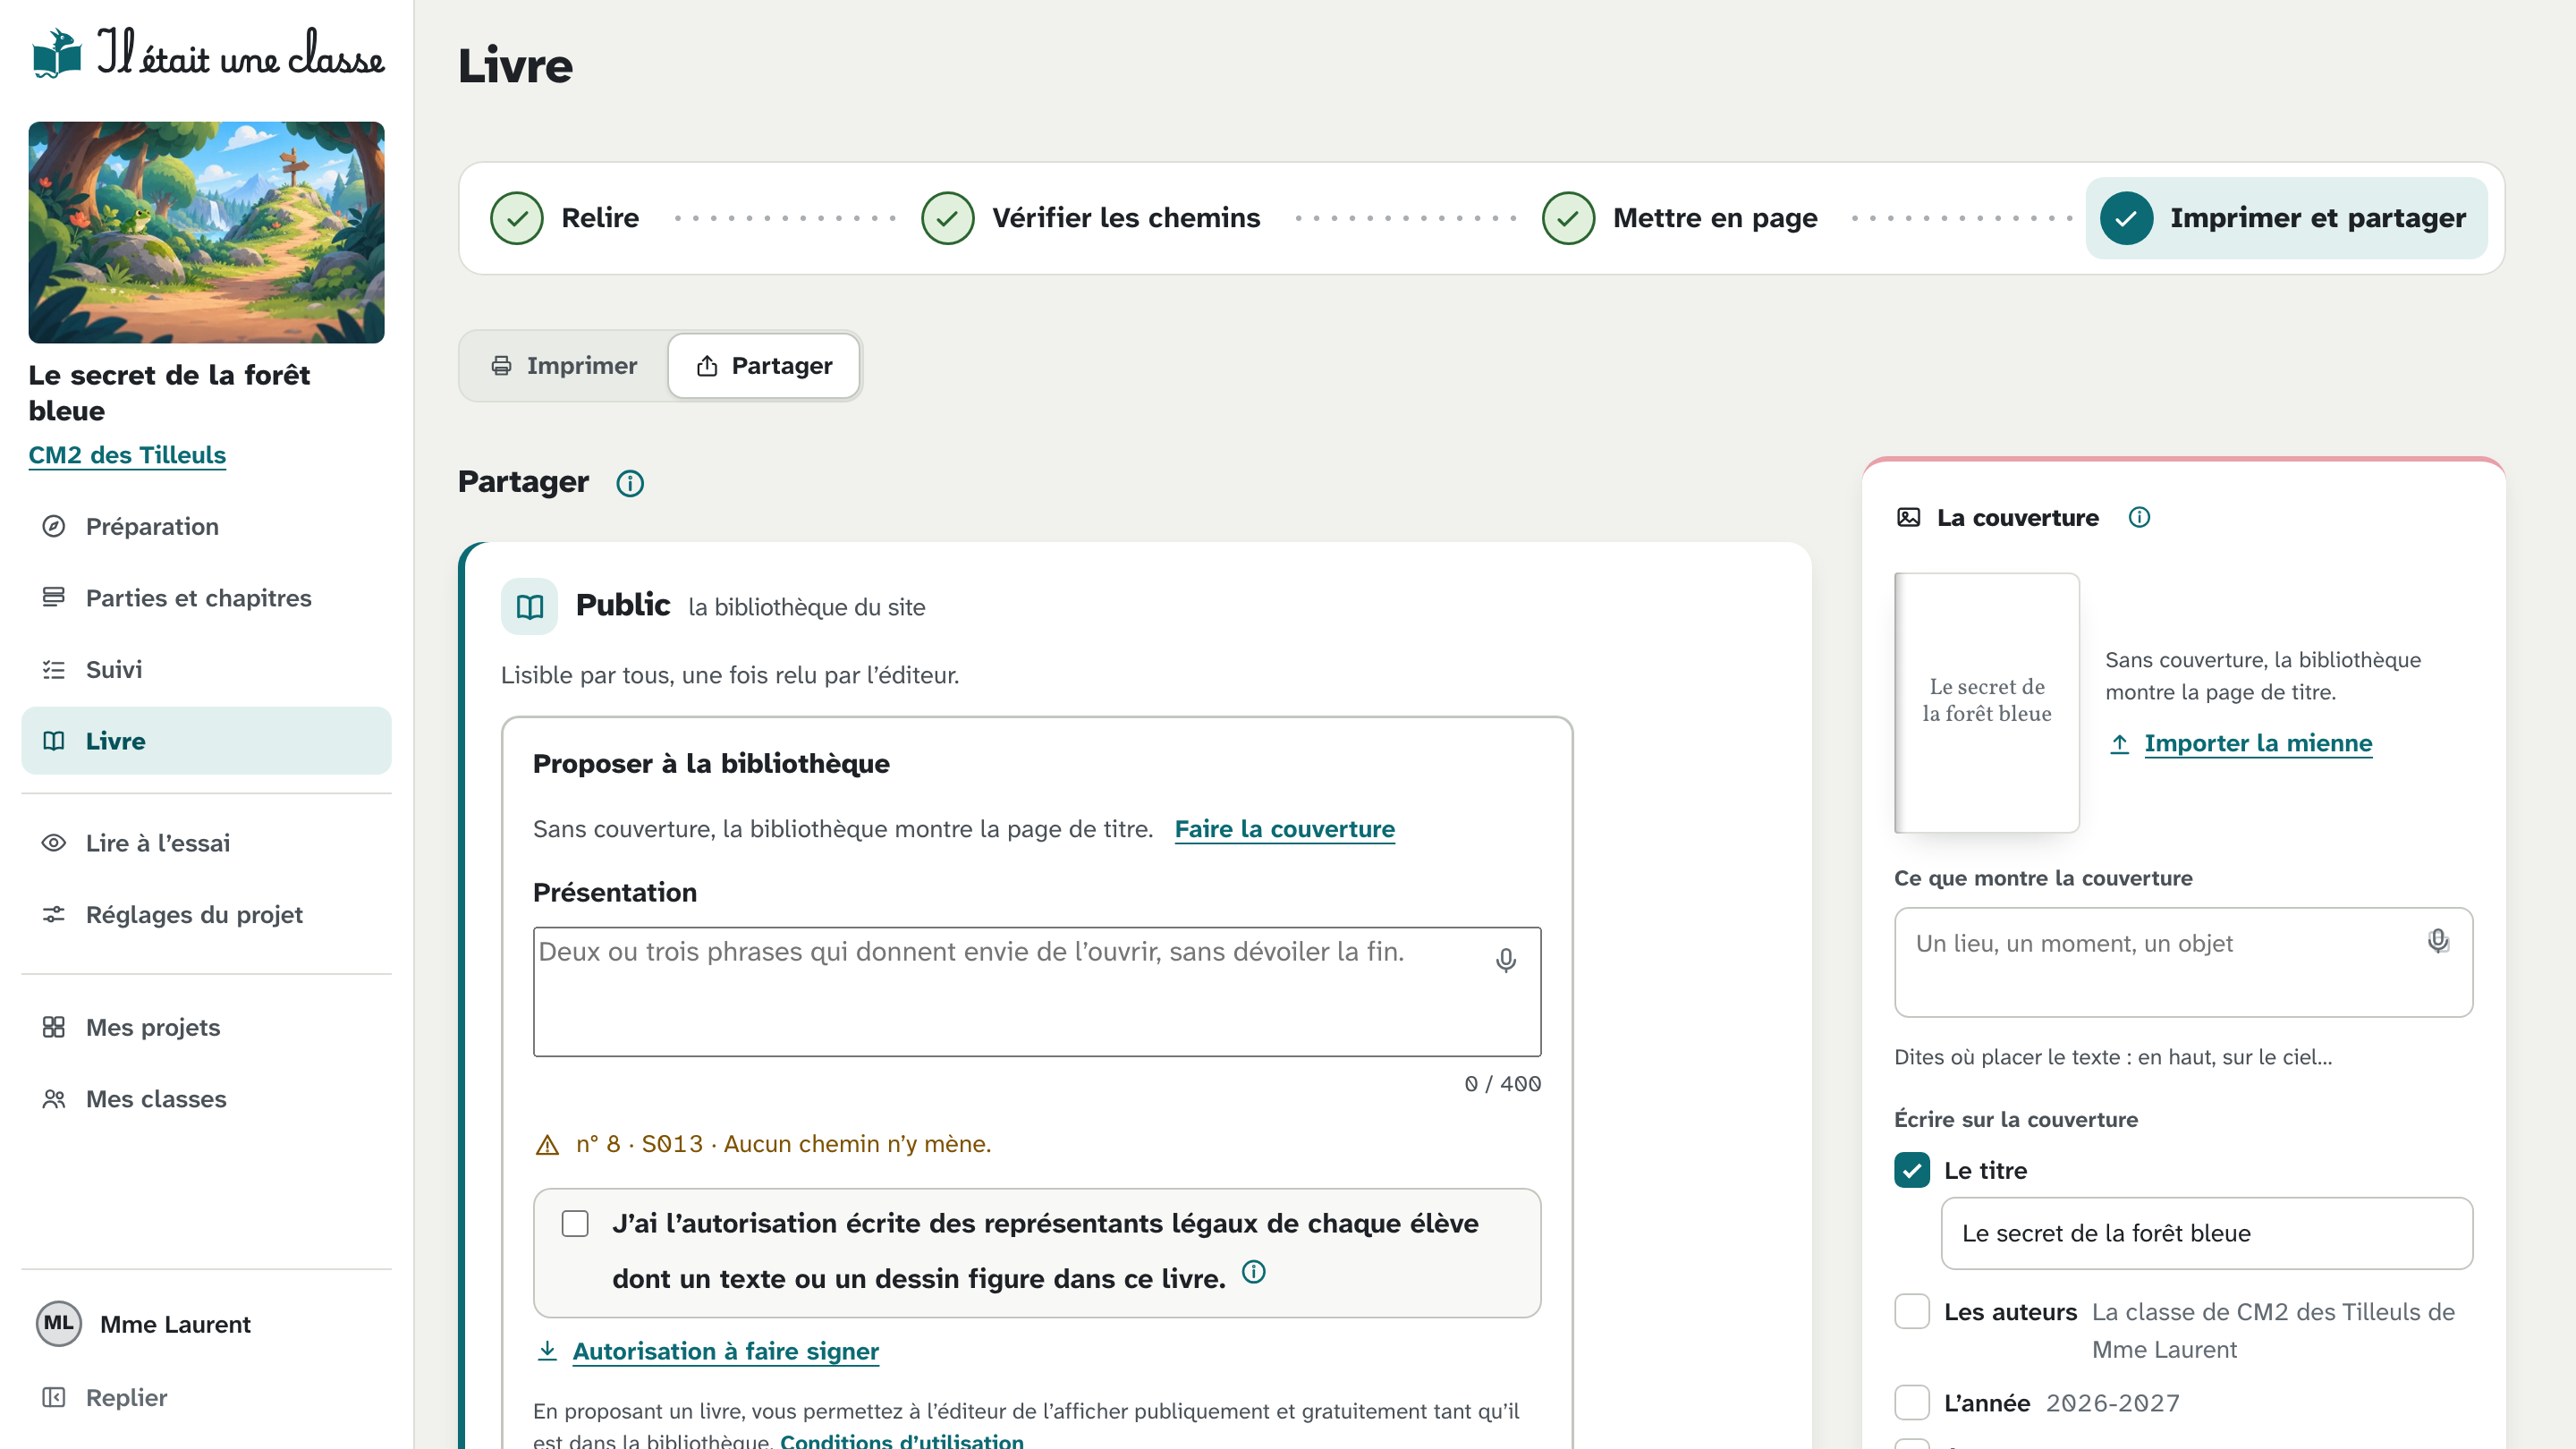 Il était une classe
Le secret de la forêt
bleue
CM2 des Tilleuls
Préparation
Parties et chapitres
Suivi
Livre
Lire à l’essai
Réglages du projet
Mes projets
Mes classes
ML Mme Laurent
Replier
Livre
Relire
Vérifier les chemins
Mettre en page
Imprimer et partager
Imprimer
Partager
Partager
Public la bibliothèque du site
Lisible par tous, une fois relu par l’éditeur.
Proposer à la bibliothèque
Sans couverture, la bibliothèque montre la page de titre. Faire la couverture
Présentation
Deux ou trois phrases qui donnent envie de l’ouvrir, sans dévoiler la fin.
0 / 400
n° 8 · S013 · Aucun chemin n’y mène.
J’ai l’autorisation écrite des représentants légaux de chaque élève
dont un texte ou un dessin figure dans ce livre.
Autorisation à faire signer
En proposant un livre, vous permettez à l’éditeur de l’afficher publiquement et gratuitement tant qu’il
est dans la bibliothèque. Conditions d’utilisation
La couverture
Le secret de
la forêt bleue
Sans couverture, la bibliothèque
montre la page de titre.
Importer la mienne
Ce que montre la couverture
Un lieu, un moment, un objet
Dites où placer le texte : en haut, sur le ciel…
Écrire sur la couverture
Le titre
Le secret de la forêt bleue
Les auteurs La classe de CM2 des Tilleuls de
Mme Laurent
L’année 2026-2027